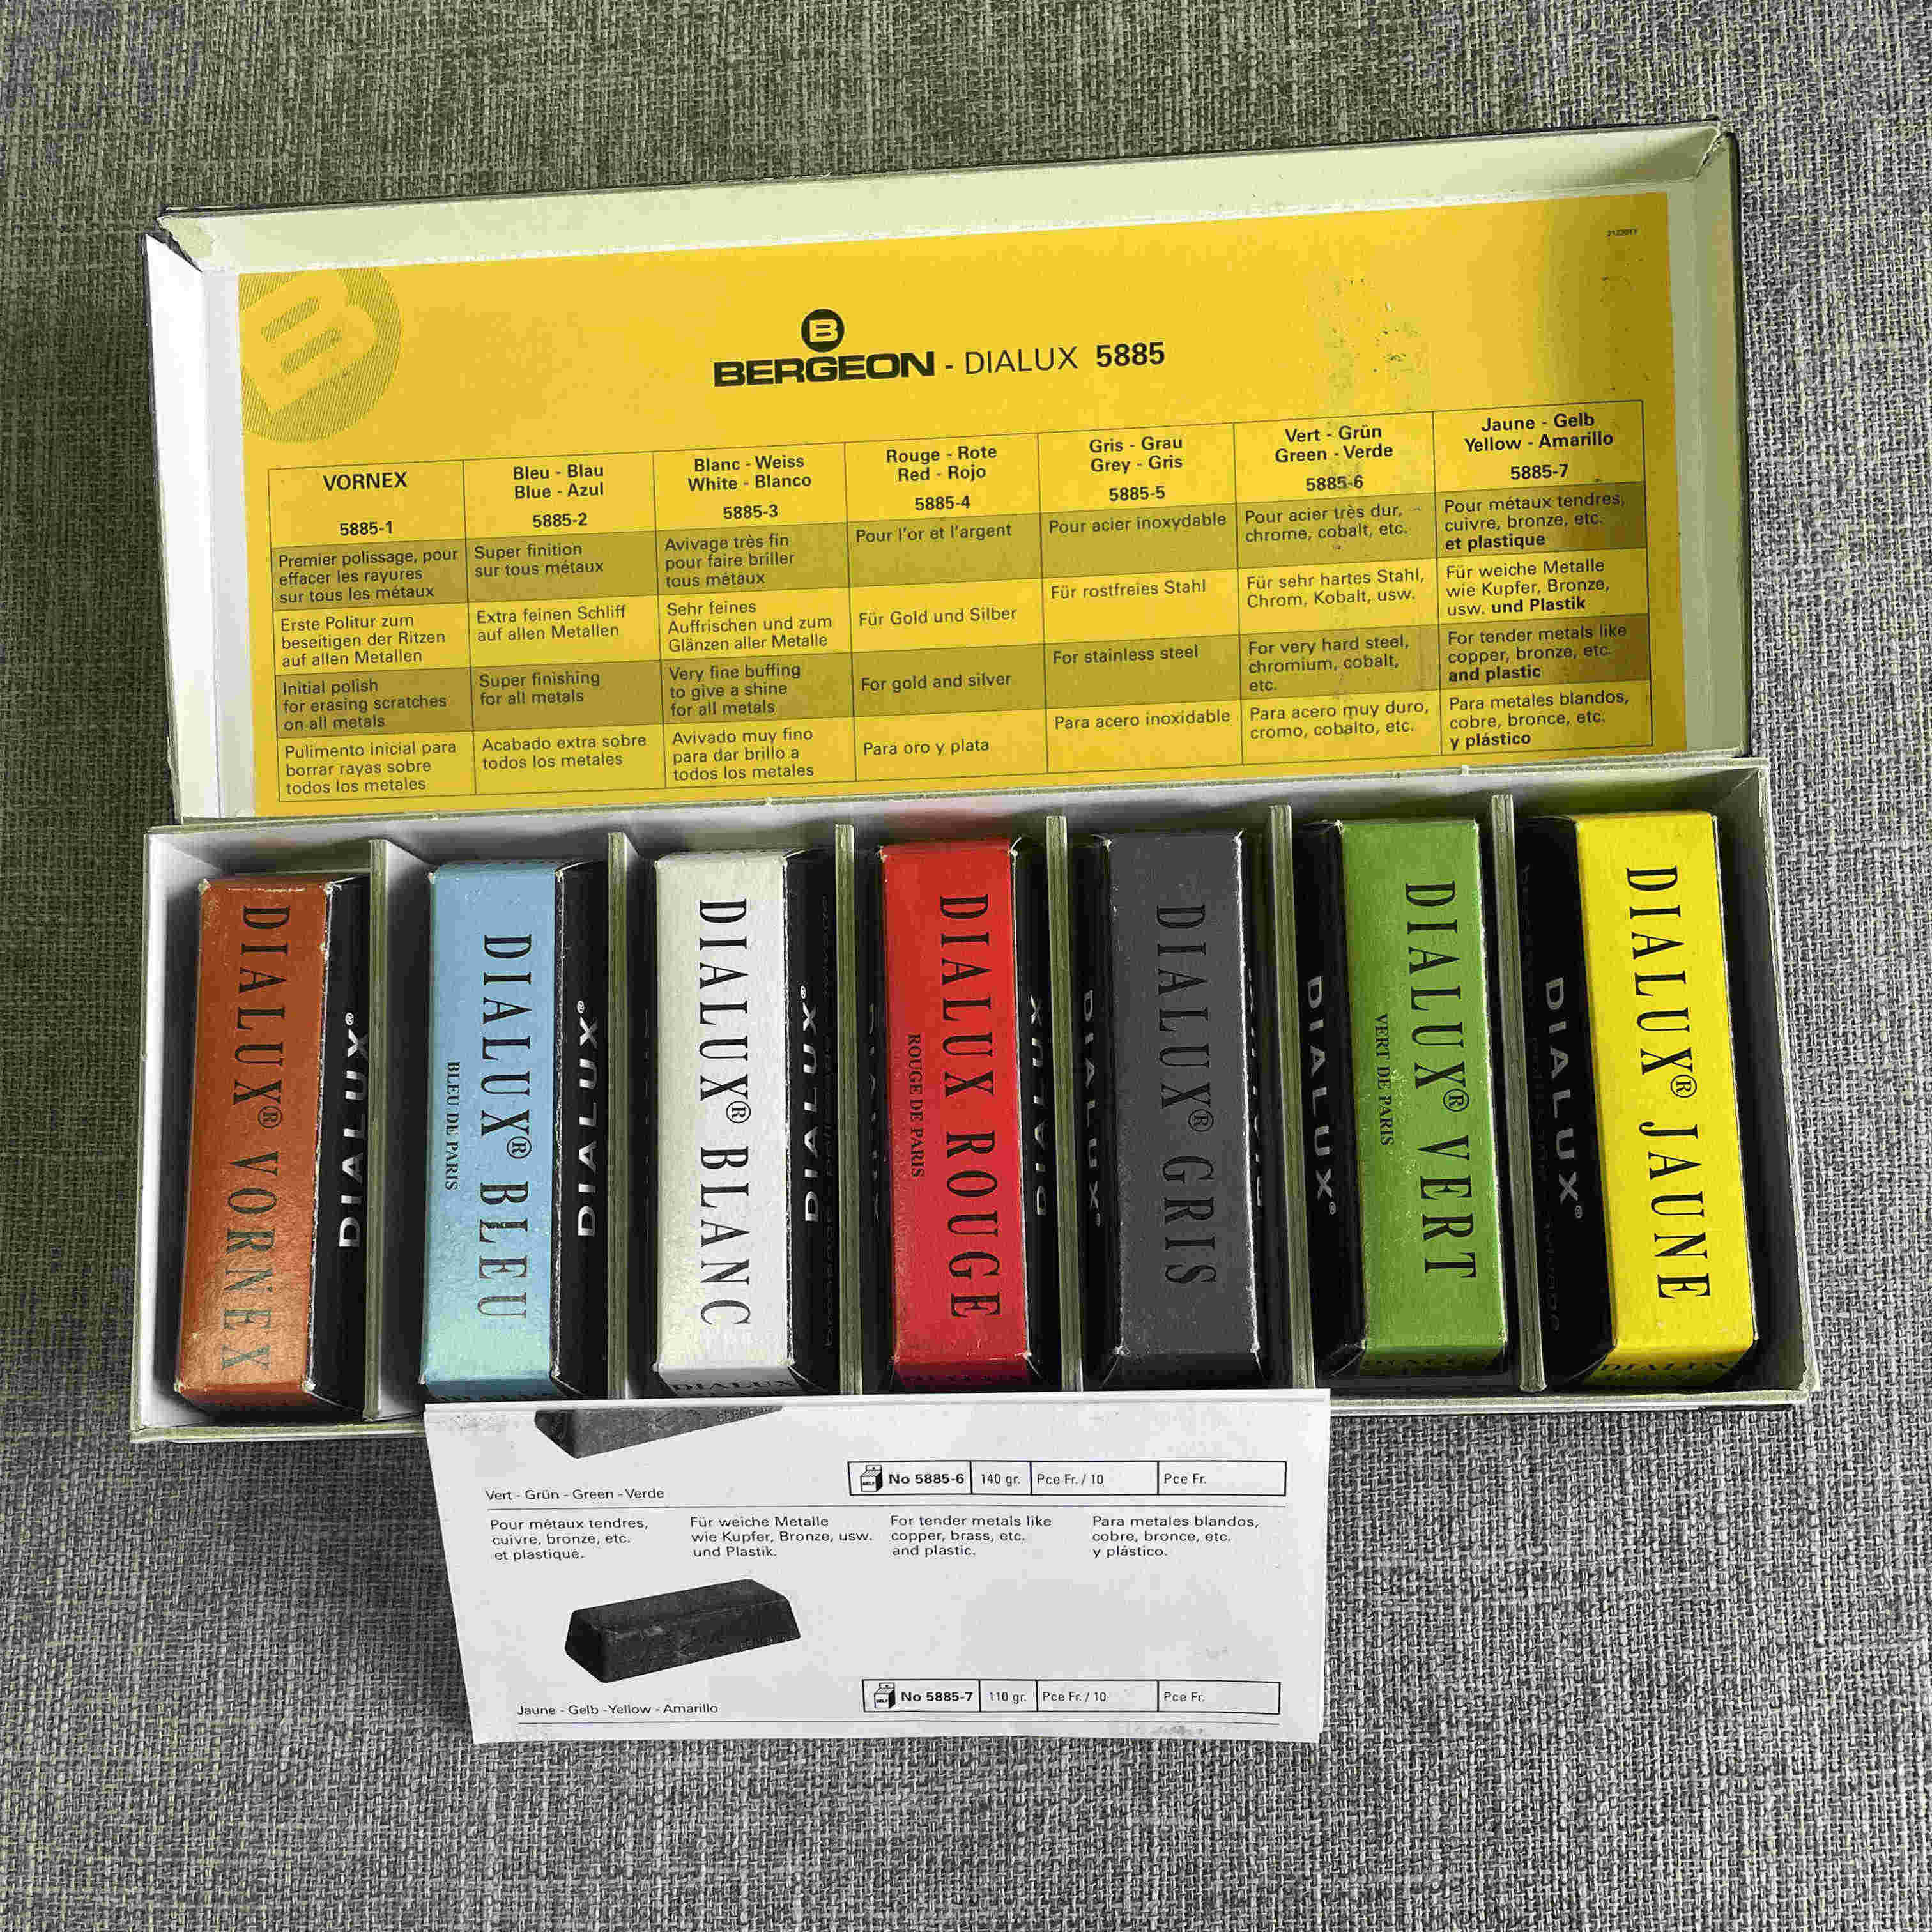 2123017
B
BERGEON - DIALUX 5885
VORNEX
5885-1
Premier polissage, pour
effacer les rayures
sur tous les métaux
Erste Politur zum
beseitigen der Ritzen
auf allen Metallen
Initial polish
for erasing scratches
on all metals
Pulimento inicial para
borrar rayas sobre
todos los metales
Bleu - Blau
Blue - Azul
5885-2
Super finition
sur tous métaux
Extra feinen Schliff
auf allen Metallen
Super finishing
for all metals
Acabado extra sobre
todos los metales
Blanc - Weiss
White - Blanco
5885-3
Avivage très fin
pour faire briller
tous métaux
Sehr feines
Auffrischen und zum
Glänzen aller Metalle
Very fine buffing
to give a shine
for all metals
Avivado muy fino
para dar brillo a
todos los metales
Rouge - Rote
Red - Rojo
5885-4
Pour l'or et l'argent
Für Gold und Silber
For gold and silver
Para oro y plata
Gris - Grau
Grey - Gris
5885-5
Pour acier inoxydable
Für rostfreies Stahl
For stainless steel
Para acero inoxidable
Vert - Grün
Green - Verde
5885-6
Pour acier très dur,
chrome, cobalt, etc.
Für sehr hartes Stahl,
Chrom, Kobalt, usw.
For very hard steel,
chromium, cobalt,
etc.
Para acero muy duro,
cromo, cobalto, etc.
Jaune - Gelb
Yellow - Amarillo
5885-7
Pour métaux tendres,
cuivre, bronze, etc.
et plastique
Für weiche Metalle
wie Kupfer, Bronze,
usw. und Plastik
For tender metals like
copper, bronze, etc.
and plastic
Para metales blandos,
cobre, bronce, etc.
y plástico
DIALUX® VORNEX
DIALUX®
DIALUX® BLEU
BLEU DE PARIS
DIALUX®
DIALUX® BLANC
DIALUX
DIALUX®
DIALUX ROUGE
ROUGE DE PARIS
DIALUX
DIALUX®
DIALUX® GRIS
DIALUX®
DIALUX® VERT
VERT DE PARIS
DIALUX®
DIALUX® JAUNE
DIALUX
Vert - Grün - Green - Verde
No 5885-6 140 gr. Pce Fr. / 10 Pce Fr.
Pour métaux tendres,
cuivre, bronze, etc.
et plastique.
Für weiche Metalle
wie Kupfer, Bronze, usw.
und Plastik.
For tender metals like
copper, brass, etc.
and plastic.
Para metales blandos,
cobre, bronce, etc.
y plástico.
Jaune - Gelb - Yellow - Amarillo
No 5885-7 110 gr. Pce Fr. / 10 Pce Fr.